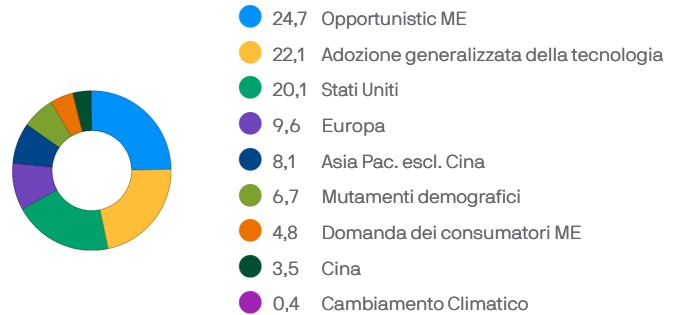 24,7 Opportunistic ME
22,1 Adozione generalizzata della tecnologia
20,1 Stati Uniti
9,6 Europa
8,1 Asia Pac. escl. Cina
6,7 Mutamenti demografici
4,8 Domanda dei consumatori ME
3,5 Cina
0,4 Cambiamento Climatico